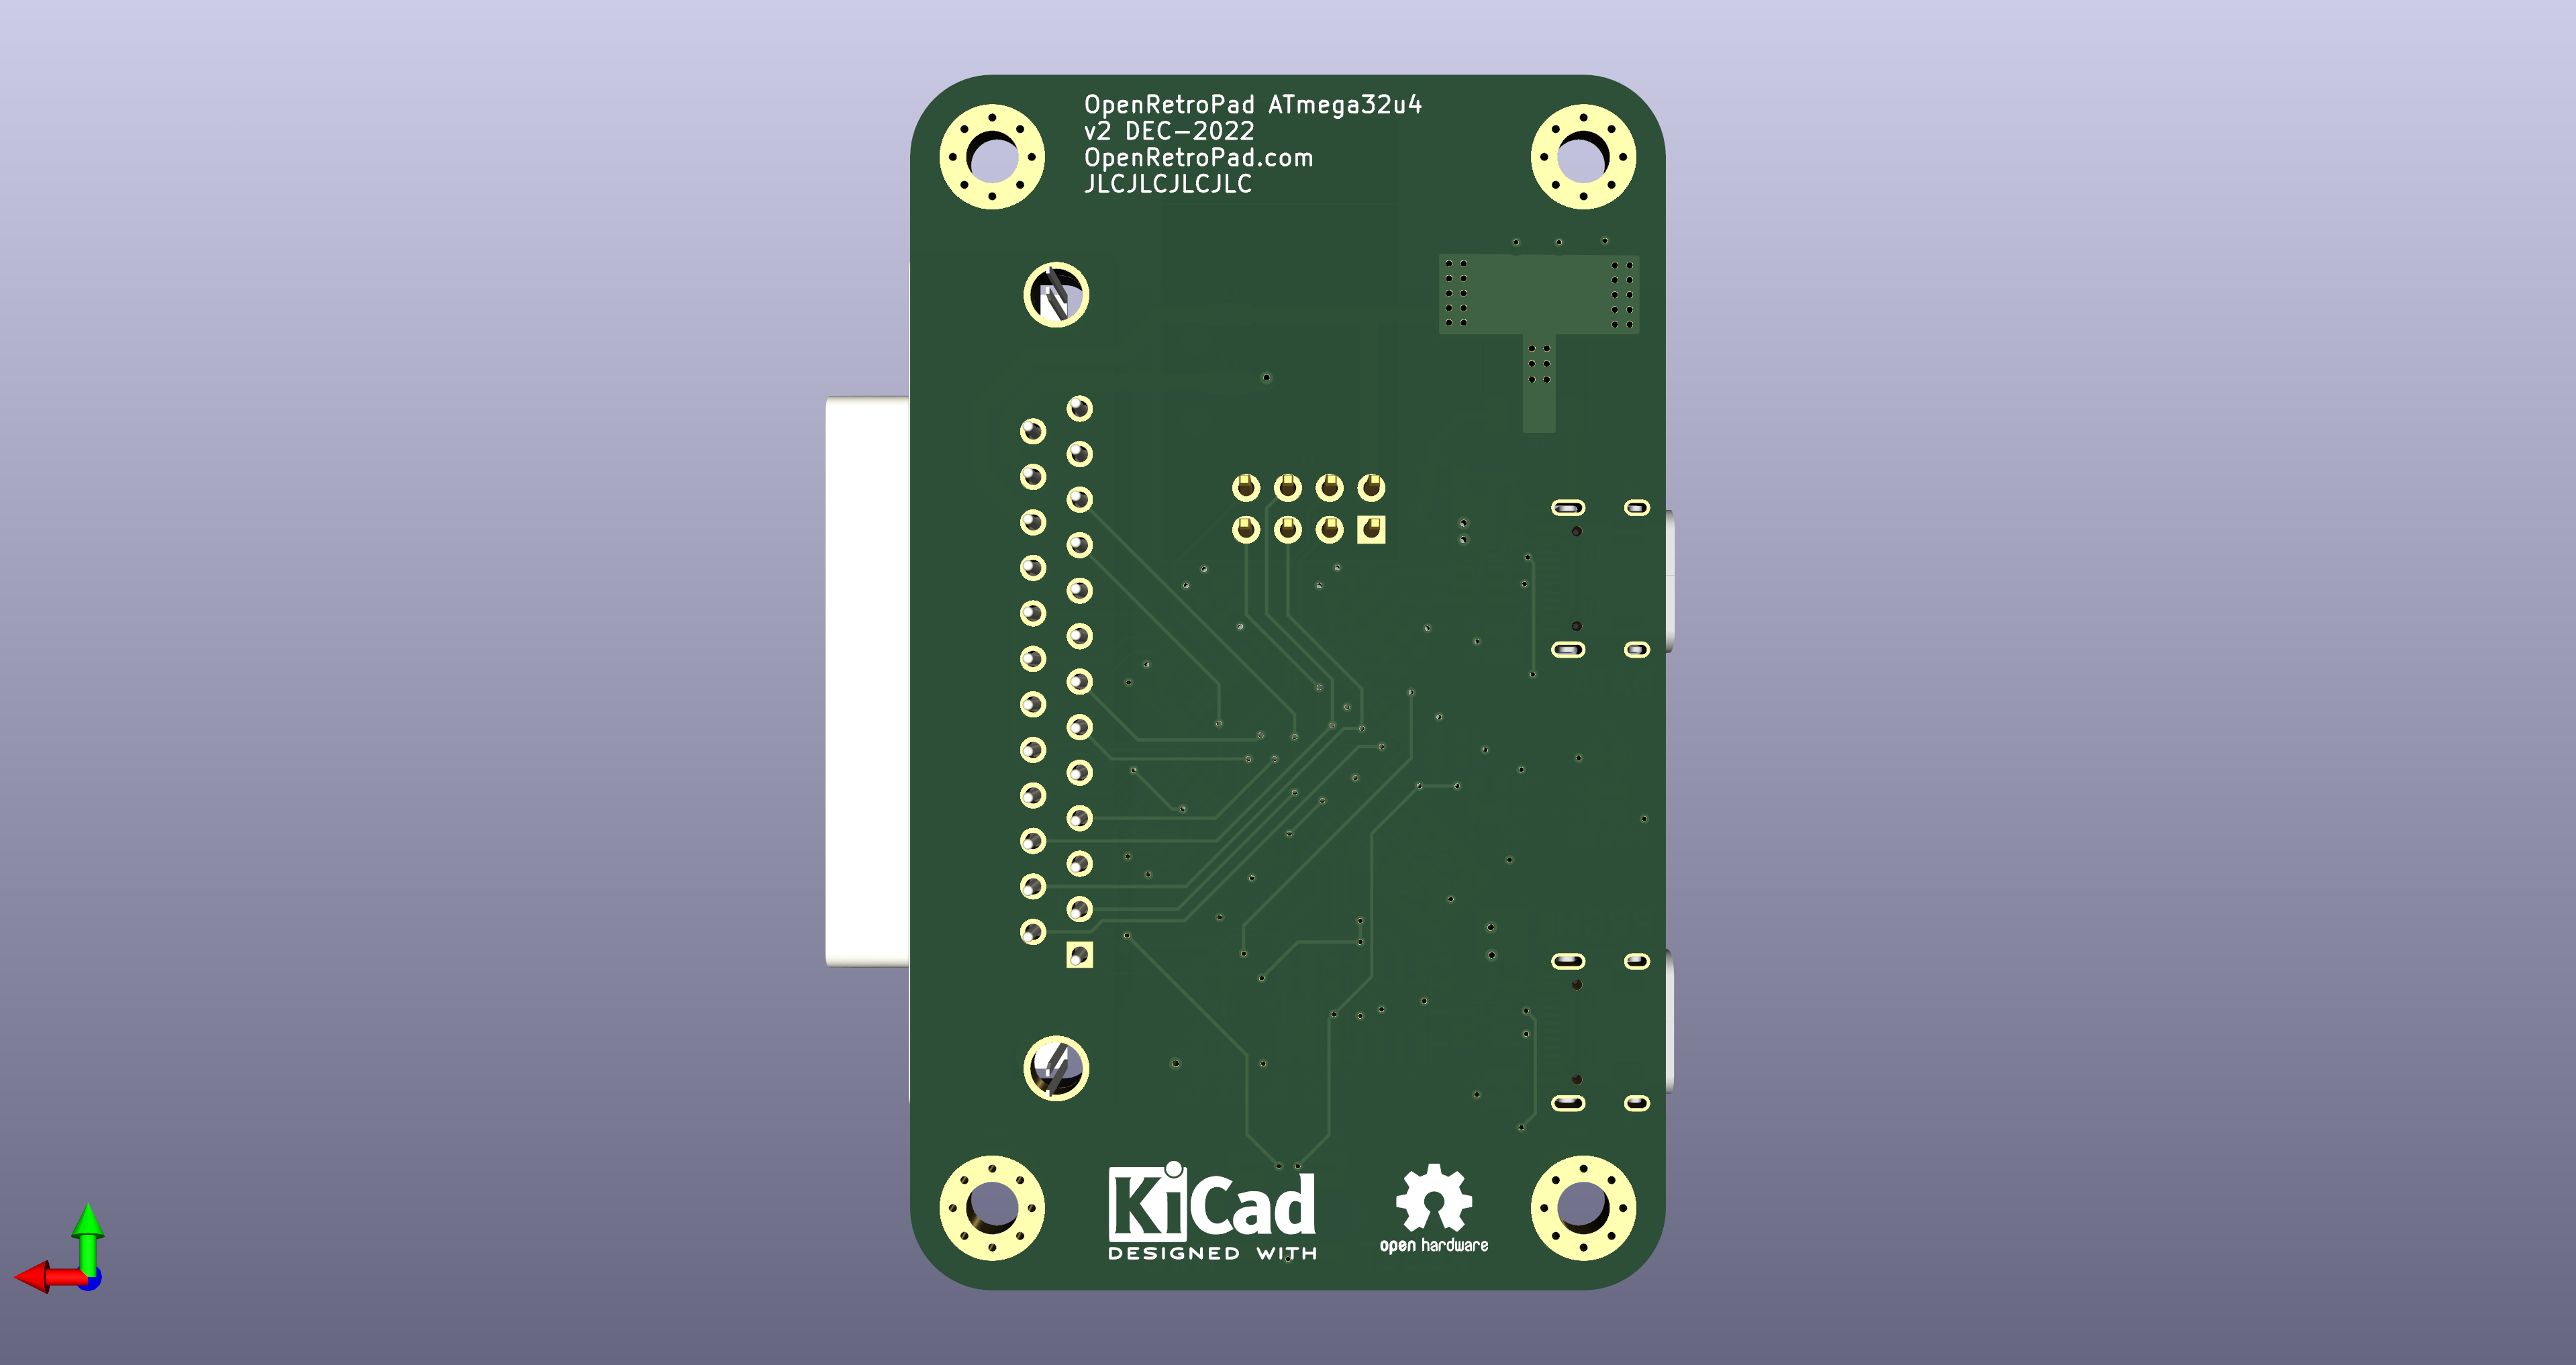 OpenRetroPad ATmega32u4
v2 DEC-2022
OpenRetroPad.com
JLCJLCJLCJLC
KiCad
DESIGNED WITH
open hardware